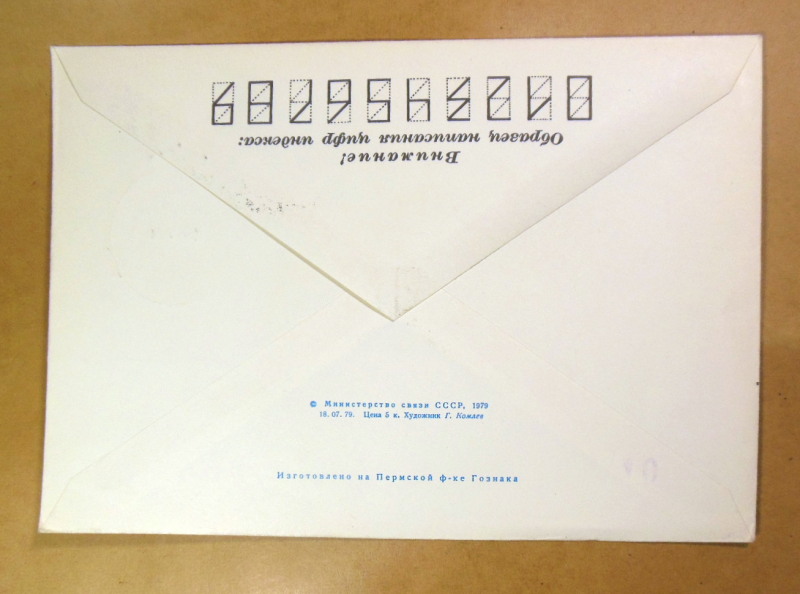 Внимание!
Образец написания цифр индекса:
0123456789
© Министерство связи СССР, 1979
18.07.79. Цена 5 к. Художник Г. Комлев
Изготовлено на Пермской ф-ке Гознака